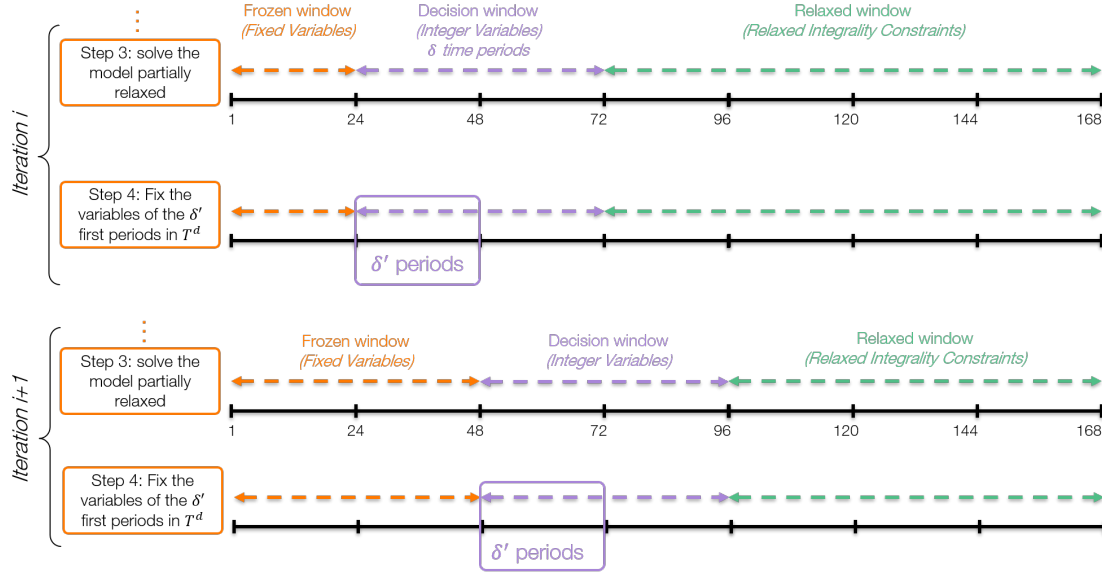 Iteration i
Step 3: solve the
model partially
relaxed
Frozen window
(Fixed Variables)
Decision window
(Integer Variables)
δ time periods
Relaxed window
(Relaxed Integrality Constraints)
1 24 48 72 96 120 144 168
Step 4: Fix the
variables of the δ′
first periods in T^d
δ′ periods
Iteration i+1
Step 3: solve the
model partially
relaxed
Frozen window
(Fixed Variables)
Decision window
(Integer Variables)
Relaxed window
(Relaxed Integrality Constraints)
1 24 48 72 96 120 144 168
Step 4: Fix the
variables of the δ′
first periods in T^d
δ′ periods